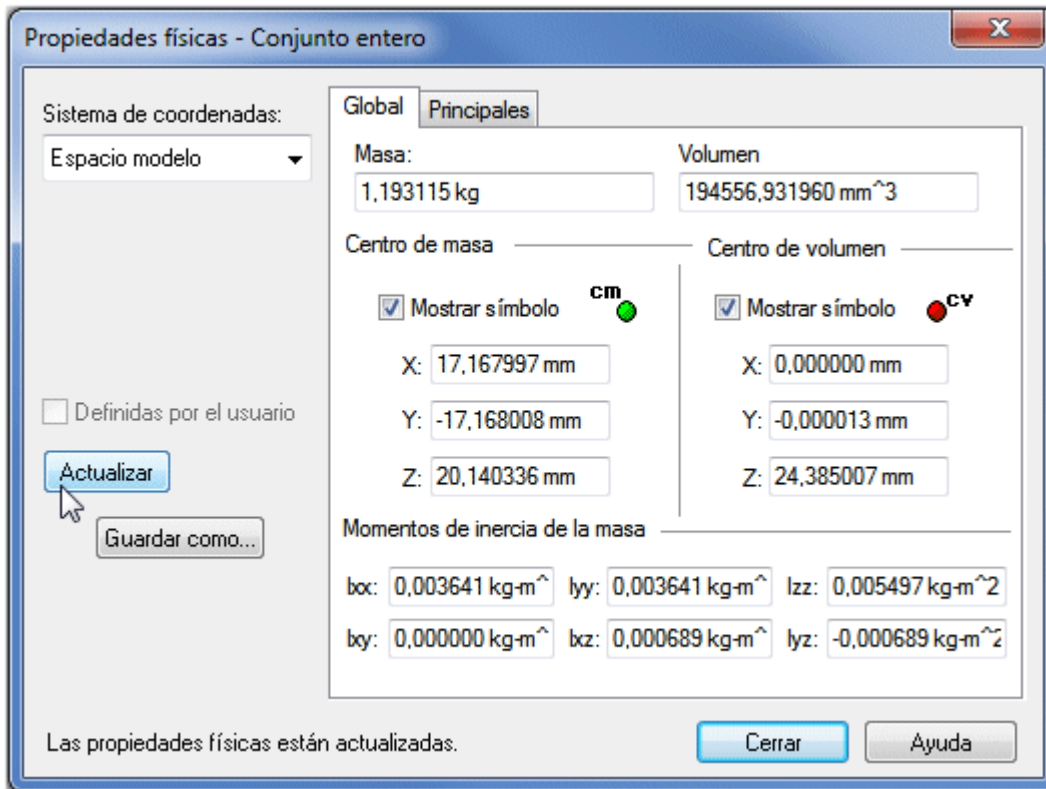 Propiedades físicas - Conjunto entero
Sistema de coordenadas:
Espacio modelo
Definidas por el usuario
Actualizar
Guardar como...
Global Principales
Masa: Volumen
1,193115 kg 194556,931960 mm^3
Centro de masa Centro de volumen
Mostrar símbolo cm Mostrar símbolo cv
X: 17,167997 mm X: 0,000000 mm
Y: -17,168008 mm Y: -0,000013 mm
Z: 20,140336 mm Z: 24,385007 mm
Momentos de inercia de la masa
Ixx: 0,003641 kg-m^ Iyy: 0,003641 kg-m^ Izz: 0,005497 kg-m^2
Ixy: 0,000000 kg-m^ Ixz: 0,000689 kg-m^ Iyz: -0,000689 kg-m^2
Las propiedades físicas están actualizadas.
Cerrar Ayuda